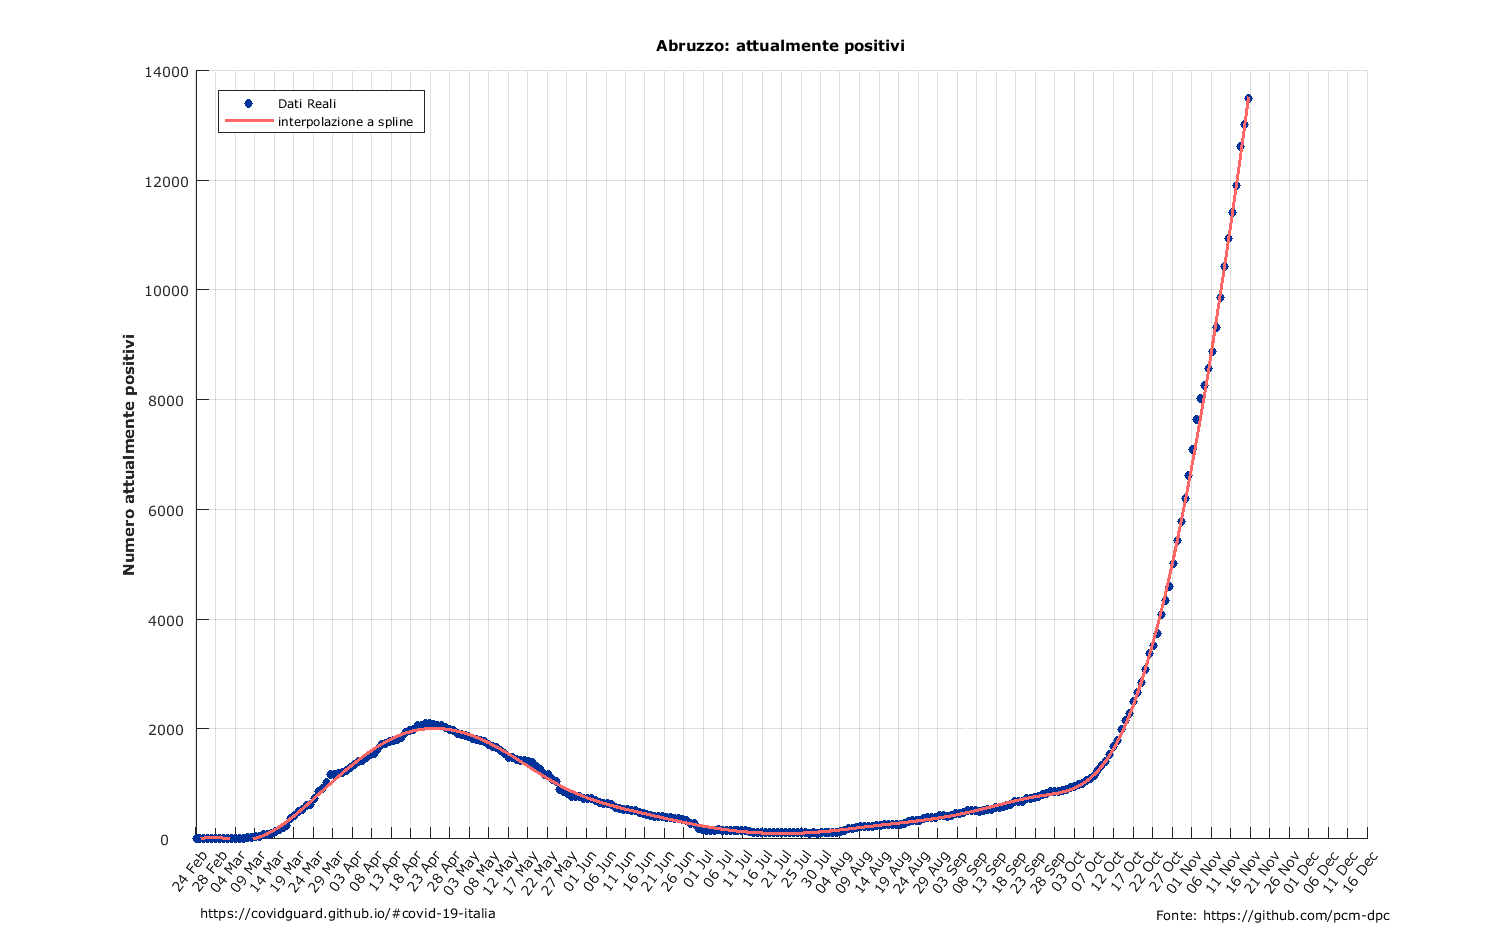 Abruzzo: attualmente positivi
Dati Reali
interpolazione a spline
Numero attualmente positivi
14000
12000
10000
8000
6000
4000
2000
0
24 Feb
28 Feb
04 Mar
09 Mar
14 Mar
19 Mar
24 Mar
29 Mar
03 Apr
08 Apr
13 Apr
18 Apr
23 Apr
28 Apr
03 May
08 May
12 May
17 May
22 May
27 May
01 Jun
06 Jun
11 Jun
16 Jun
21 Jun
26 Jun
01 Jul
06 Jul
11 Jul
16 Jul
21 Jul
25 Jul
30 Jul
04 Aug
09 Aug
14 Aug
19 Aug
24 Aug
29 Aug
03 Sep
08 Sep
13 Sep
18 Sep
23 Sep
28 Sep
03 Oct
07 Oct
12 Oct
17 Oct
22 Oct
27 Oct
01 Nov
06 Nov
11 Nov
16 Nov
21 Nov
26 Nov
01 Dec
06 Dec
11 Dec
16 Dec
https://covidguard.github.io/#covid-19-italia
Fonte: https://github.com/pcm-dpc